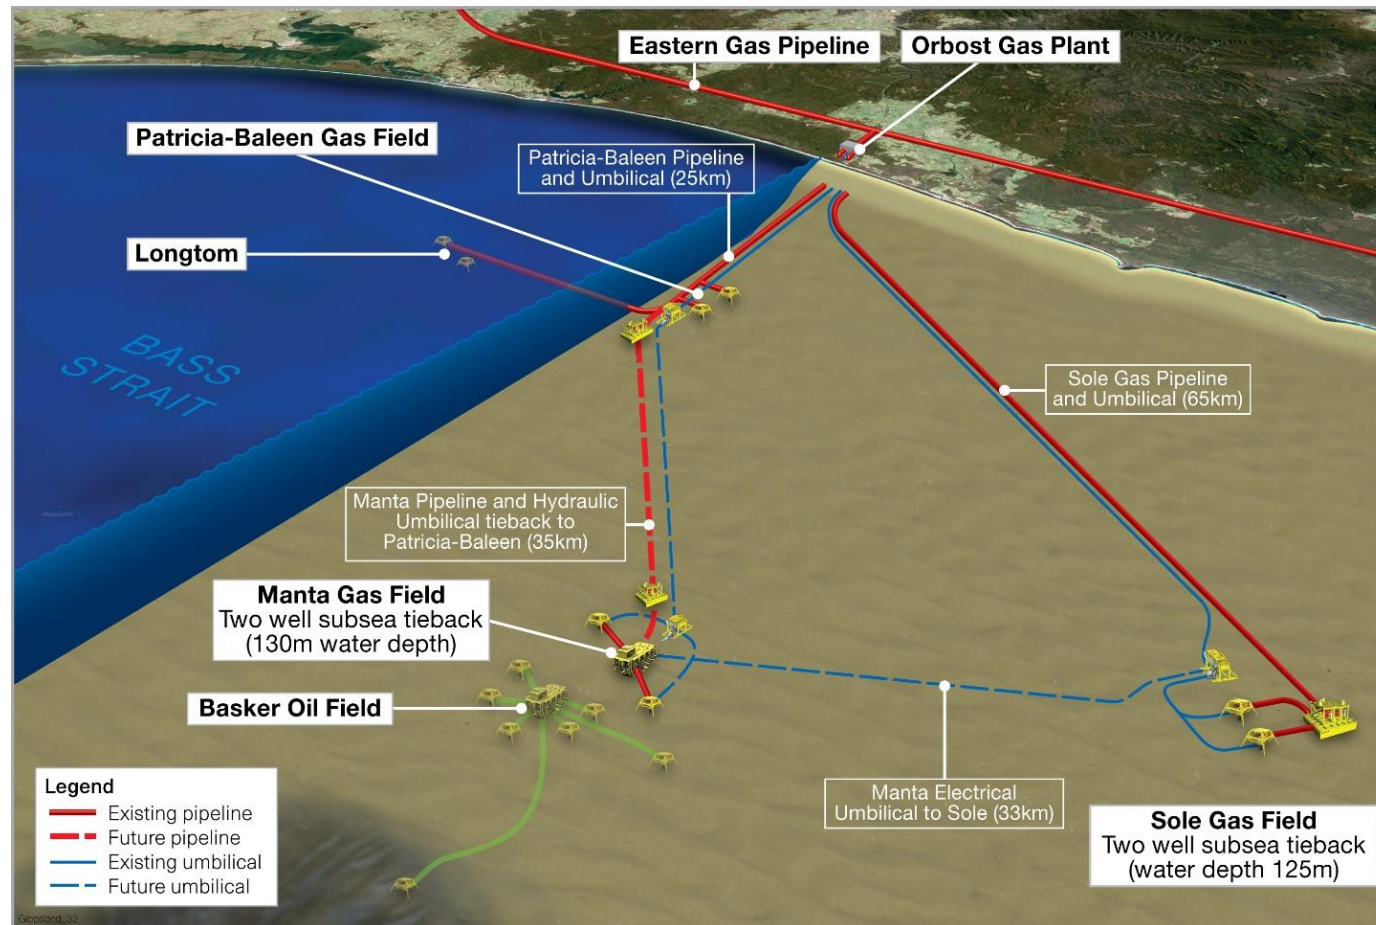 Eastern Gas Pipeline
Orbost Gas Plant
Patricia-Baleen Gas Field
Patricia-Baleen Pipeline
and Umbilical (25km)
Longtom
BASS
STRAIT
Sole Gas Pipeline
and Umbilical (65km)
Manta Pipeline and Hydraulic
Umbilical tieback to
Patricia-Baleen (35km)
Manta Gas Field
Two well subsea tieback
(130m water depth)
Basker Oil Field
Manta Electrical
Umbilical to Sole (33km)
Sole Gas Field
Two well subsea tieback
(water depth 125m)
Legend
Existing pipeline
Future pipeline
Existing umbilical
Future umbilical
Gippsland_33